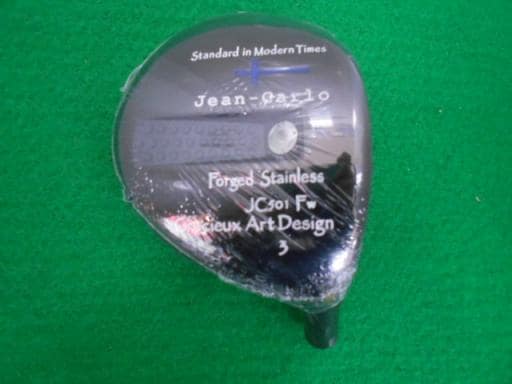 Standard in Modern Times
Jean-Carlo
Forged Stainless
JC501 Fw
Art Design
3